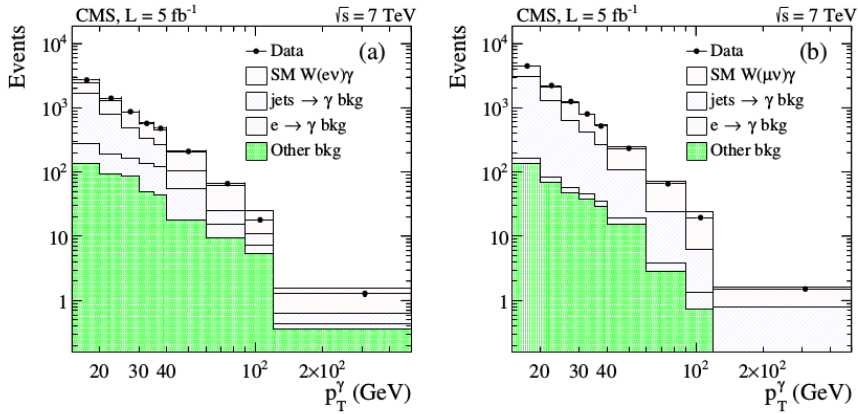 CMS, L = 5 fb⁻¹ √s = 7 TeV
(a)
Events
10⁴
10³
10²
10
1
Data
SM W(eν)γ
jets → γ bkg
e → γ bkg
Other bkg
20 30 40 10² 2×10²
p_T^γ (GeV)
CMS, L = 5 fb⁻¹ √s = 7 TeV
(b)
Events
10⁴
10³
10²
10
1
Data
SM W(μν)γ
jets → γ bkg
e → γ bkg
Other bkg
20 30 40 10² 2×10²
p_T^γ (GeV)